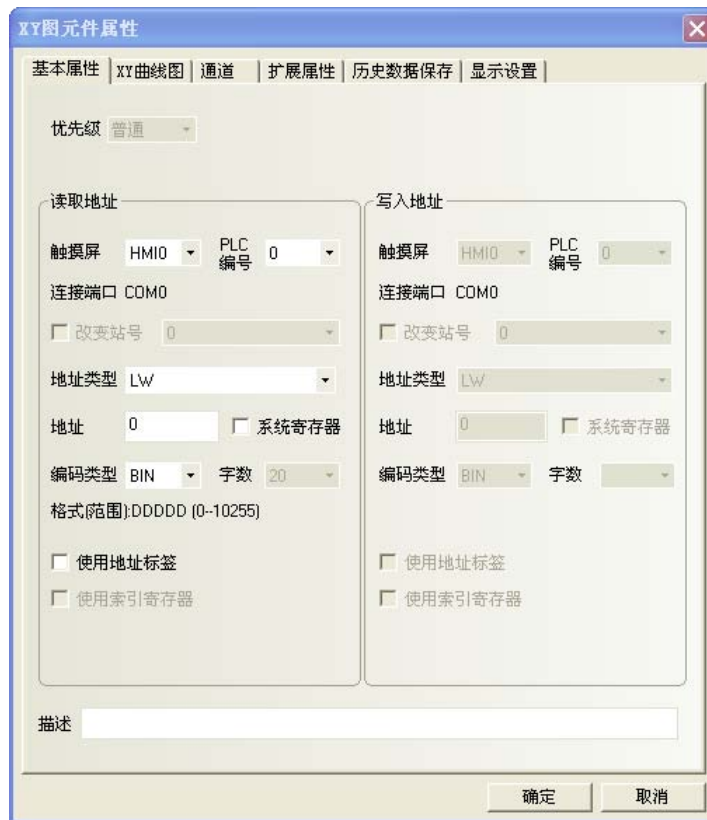 XY图元件属性
基本属性 XY曲线图 通道 扩展属性 历史数据保存 显示设置
优先级 普通
读取地址
触摸屏 HMI0 PLC编号 0
连接端口 COM0
改变站号 0
地址类型 LW
地址 0 系统寄存器
编码类型 BIN 字数 20
格式(范围):DDDDD (0--10255)
使用地址标签
使用索引寄存器
写入地址
触摸屏 HMI0 PLC编号 0
连接端口 COM0
改变站号 0
地址类型 LW
地址 0 系统寄存器
编码类型 BIN 字数
使用地址标签
使用索引寄存器
描述
确定 取消